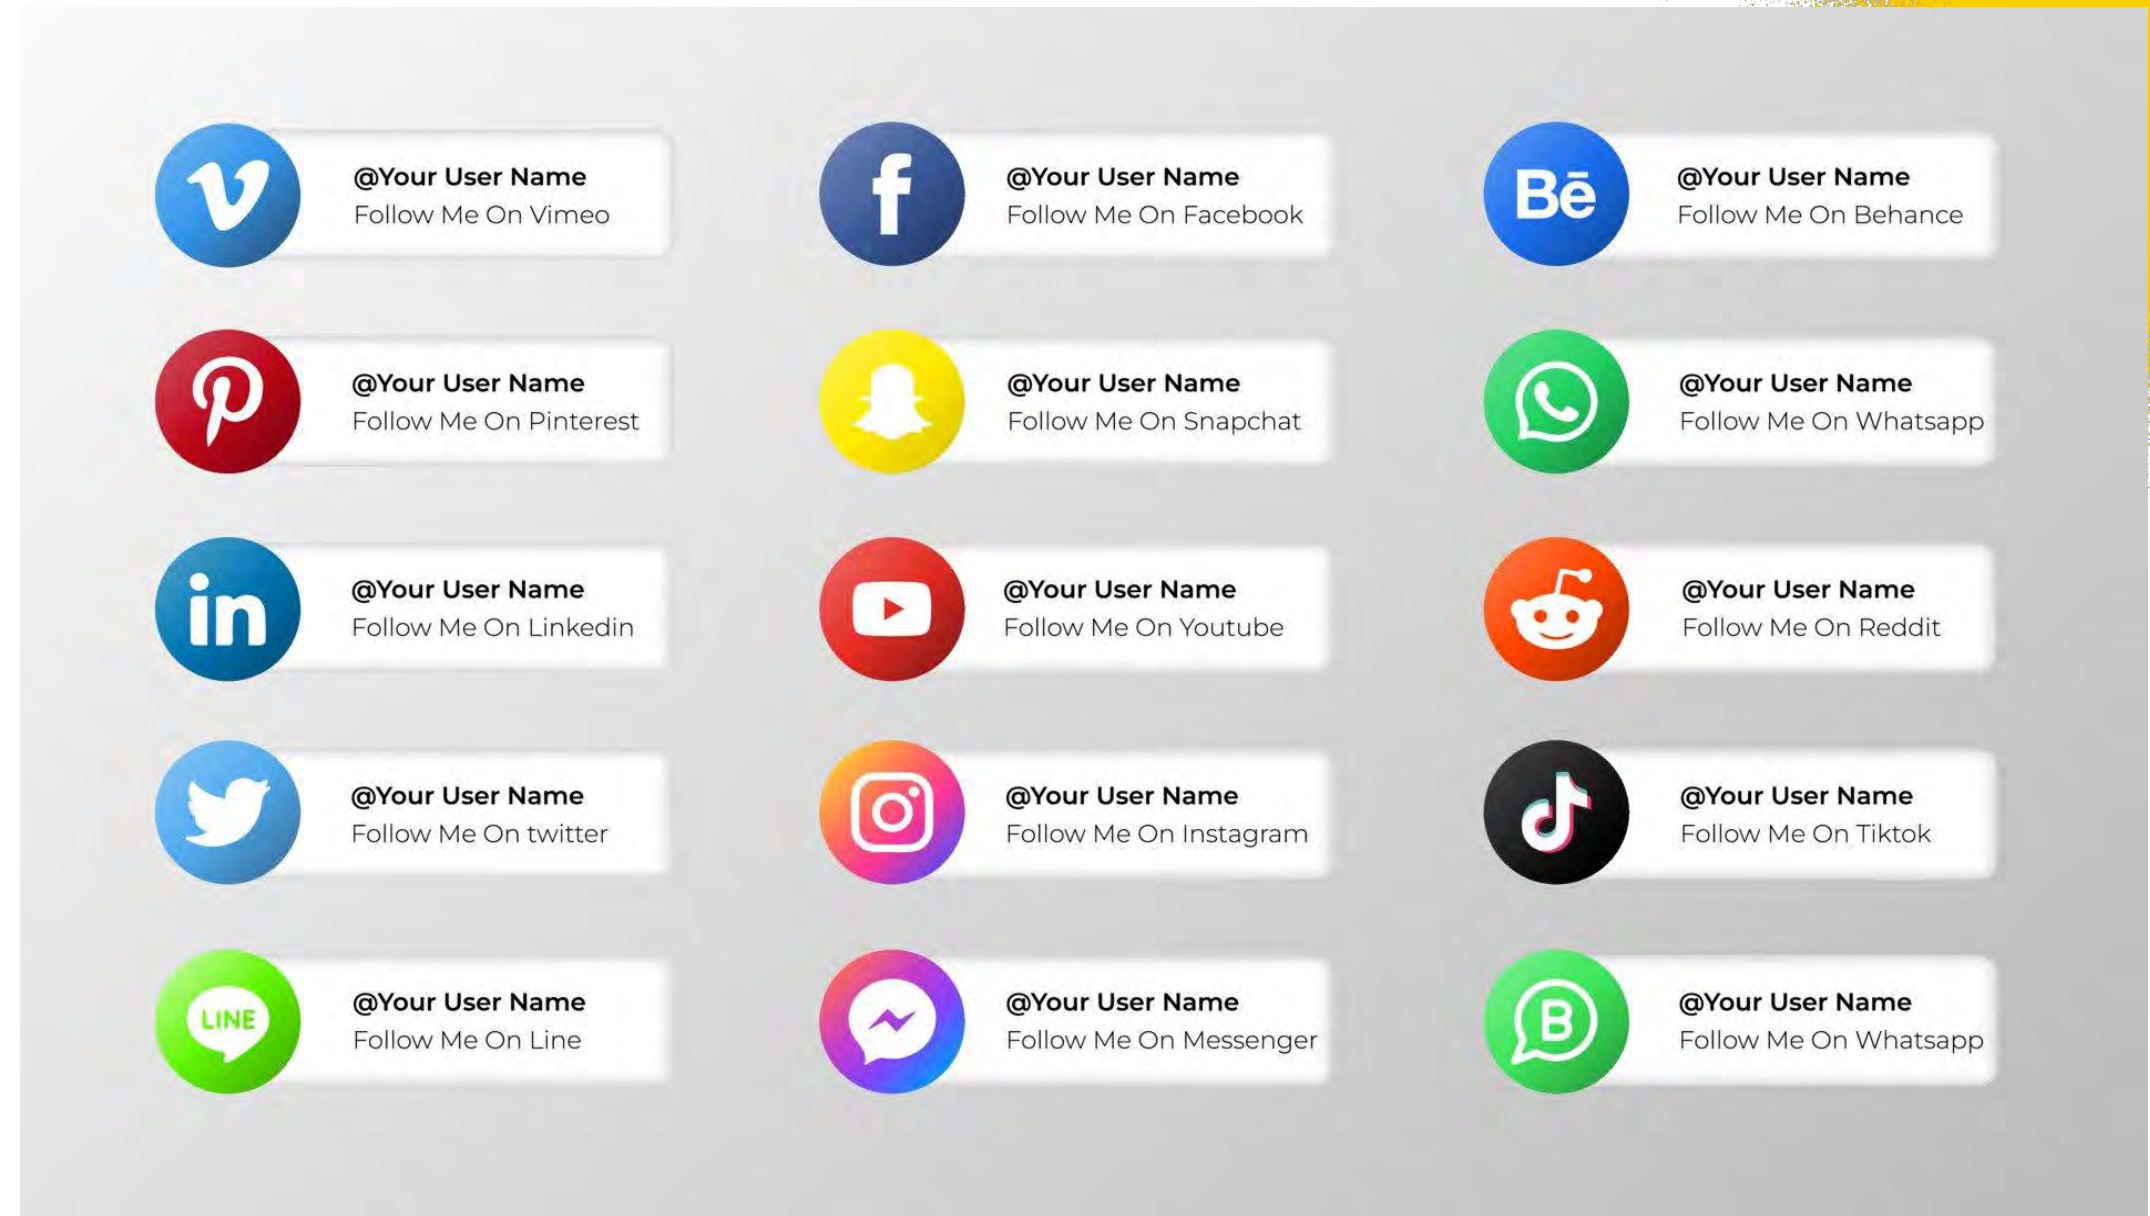 @Your User Name
Follow Me On Vimeo
@Your User Name
Follow Me On Facebook
Bē
@Your User Name
Follow Me On Behance
@Your User Name
Follow Me On Pinterest
@Your User Name
Follow Me On Snapchat
@Your User Name
Follow Me On Whatsapp
in
@Your User Name
Follow Me On Linkedin
@Your User Name
Follow Me On Youtube
@Your User Name
Follow Me On Reddit
@Your User Name
Follow Me On twitter
@Your User Name
Follow Me On Instagram
@Your User Name
Follow Me On Tiktok
LINE
@Your User Name
Follow Me On Line
@Your User Name
Follow Me On Messenger
B
@Your User Name
Follow Me On Whatsapp